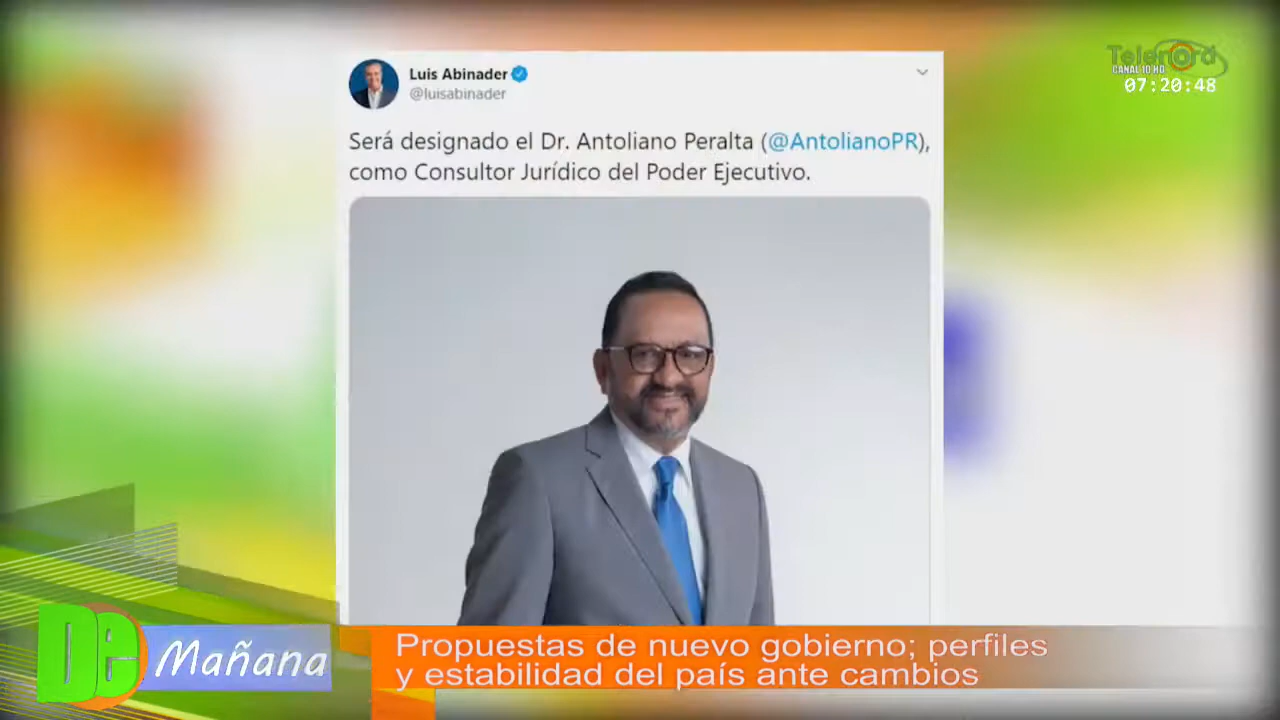 Telenord
CANAL 10 HD
07:20:48
Luis Abinader
@luisabinader
Será designado el Dr. Antoliano Peralta (@AntolianoPR),
como Consultor Jurídico del Poder Ejecutivo.
De
Mañana
Propuestas de nuevo gobierno; perfiles
y estabilidad del país ante cambios